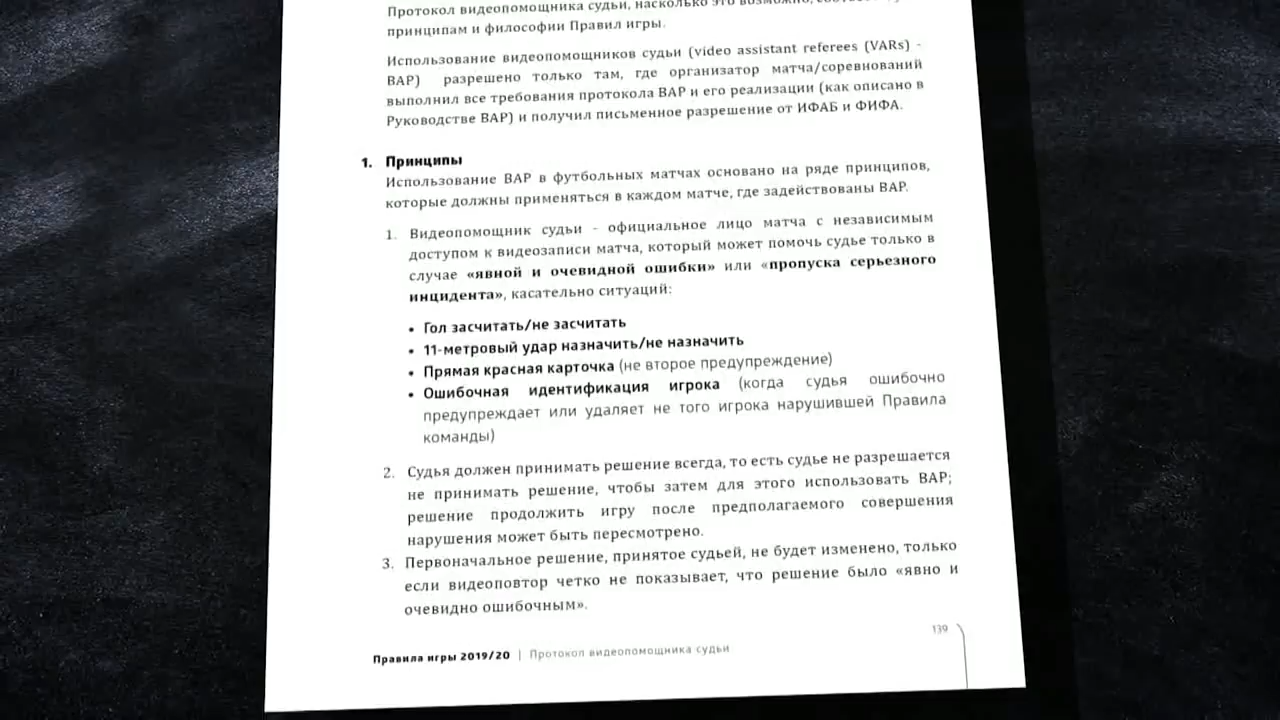 Протокол видеопомощника судьи, насколько это возможно,
принципам и философии Правил игры.
Использование видеопомощников судьи (video assistant referees (VARs) -
ВАР) разрешено только там, где организатор матча/соревнований
выполнил все требования протокола ВАР и его реализации (как описано в
Руководстве ВАР) и получил письменное разрешение от ИФАБ и ФИФА.
1. Принципы
Использование ВАР в футбольных матчах основано на ряде принципов,
которые должны применяться в каждом матче, где задействованы ВАР.
1. Видеопомощник судьи - официальное лицо матча с независимым
доступом к видеозаписи матча, который может помочь судье только в
случае «явной и очевидной ошибки» или «пропуска серьезного
инцидента», касательно ситуаций:
• Гол засчитать/не засчитать
• 11-метровый удар назначить/не назначить
• Прямая красная карточка (не второе предупреждение)
• Ошибочная идентификация игрока (когда судья ошибочно
предупреждает или удаляет не того игрока нарушившей Правила
команды)
2. Судья должен принимать решение всегда, то есть судье не разрешается
не принимать решение, чтобы затем для этого использовать ВАР;
решение продолжить игру после предполагаемого совершения
нарушения может быть пересмотрено.
3. Первоначальное решение, принятое судьей, не будет изменено, только
если видеоповтор четко не показывает, что решение было «явно и
очевидно ошибочным».
139
Правила игры 2019/20 | Протокол видеопомощника судьи